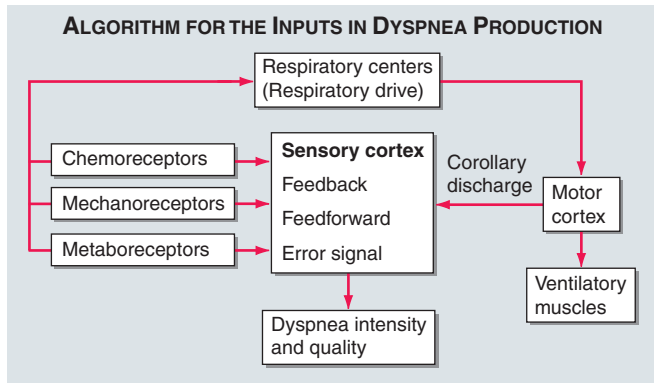 ALGORITHM FOR THE INPUTS IN DYSPNEA PRODUCTION
Respiratory centers
(Respiratory drive)
Chemoreceptors
Mechanoreceptors
Metaboreceptors
Sensory cortex
Feedback
Feedforward
Error signal
Corollary
discharge
Motor
cortex
Ventilatory
muscles
Dyspnea intensity
and quality